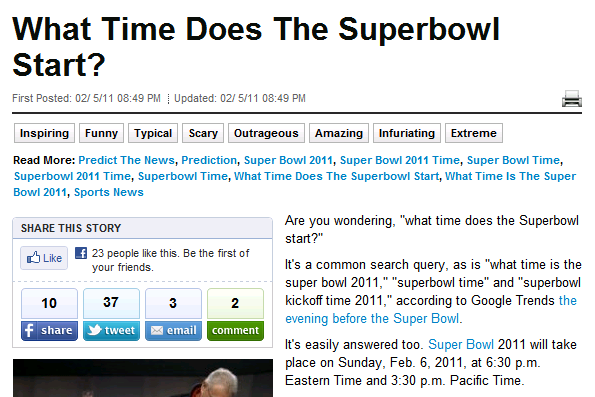 What Time Does The Superbowl
Start?
First Posted: 02/ 5/11 08:49 PM | Updated: 02/ 5/11 08:49 PM
Inspiring Funny Typical Scary Outrageous Amazing Infuriating Extreme
Read More: Predict The News, Prediction, Super Bowl 2011, Super Bowl 2011 Time, Super Bowl Time,
Superbowl 2011 Time, Superbowl Time, What Time Does The Superbowl Start, What Time Is The Super
Bowl 2011, Sports News
SHARE THIS STORY
Like
23 people like this. Be the first of
your friends.
10 37 3 2
share tweet email comment
Are you wondering, "what time does the Superbowl
start?"
It's a common search query, as is "what time is the
super bowl 2011," "superbowl time" and "superbowl
kickoff time 2011," according to Google Trends the
evening before the Super Bowl.
It's easily answered too. Super Bowl 2011 will take
place on Sunday, Feb. 6, 2011, at 6:30 p.m.
Eastern Time and 3:30 p.m. Pacific Time.